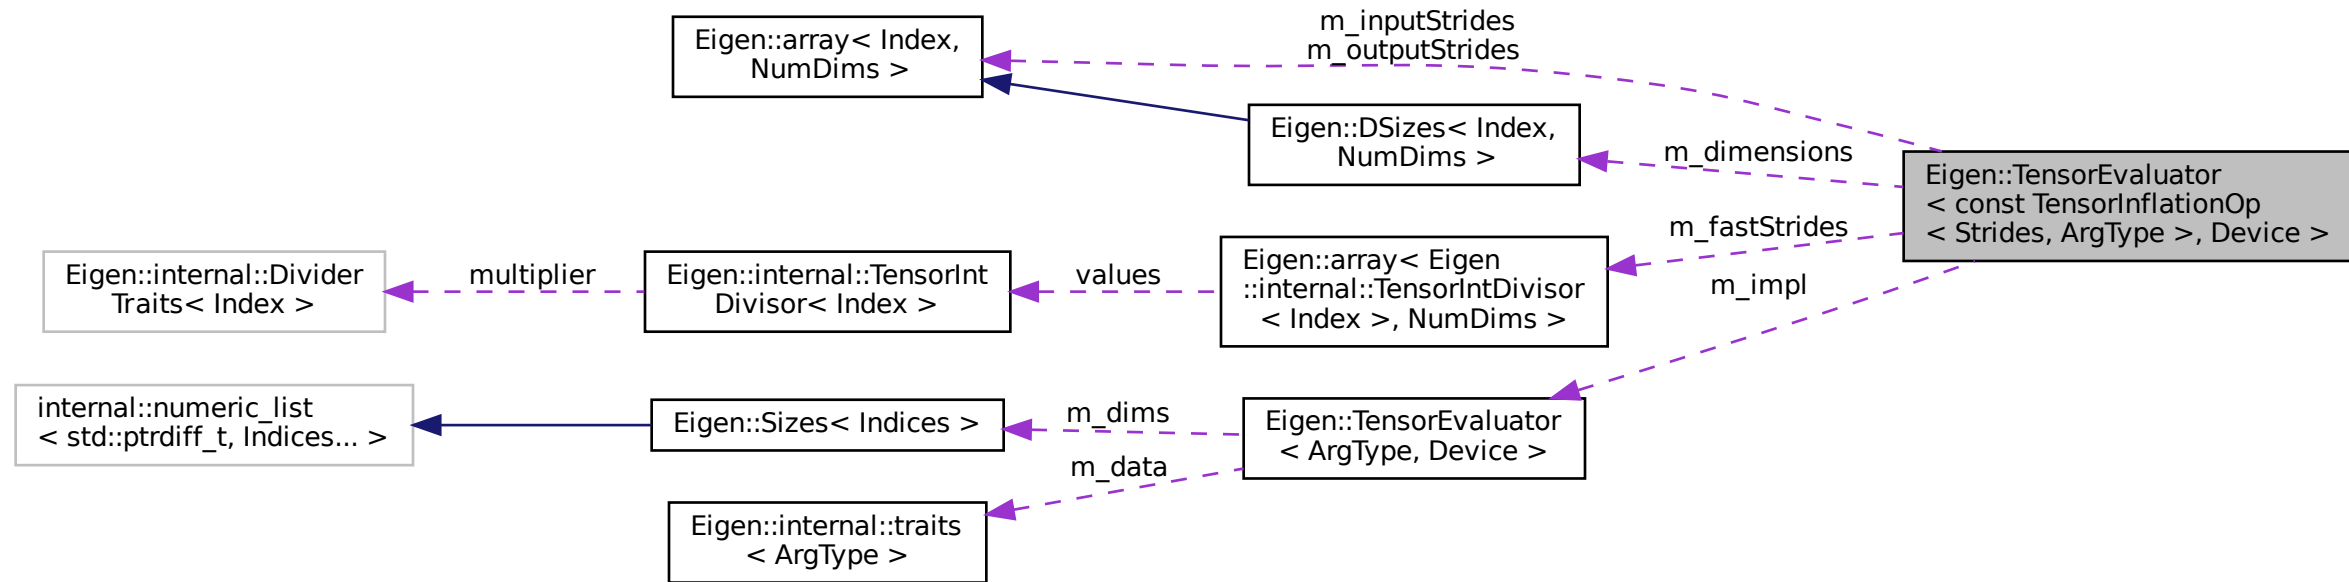 m_inputStrides
m_outputStrides
Eigen::array< Index,
NumDims >
Eigen::DSizes< Index,
NumDims >
m_dimensions
Eigen::TensorEvaluator
< const TensorInflationOp
< Strides, ArgType >, Device >
m_fastStrides
Eigen::internal::Divider
Traits< Index >
multiplier
Eigen::internal::TensorInt
Divisor< Index >
values
Eigen::array< Eigen
::internal::TensorIntDivisor
< Index >, NumDims >
m_impl
internal::numeric_list
< std::ptrdiff_t, Indices... >
Eigen::Sizes< Indices >
m_dims
Eigen::TensorEvaluator
< ArgType, Device >
m_data
Eigen::internal::traits
< ArgType >